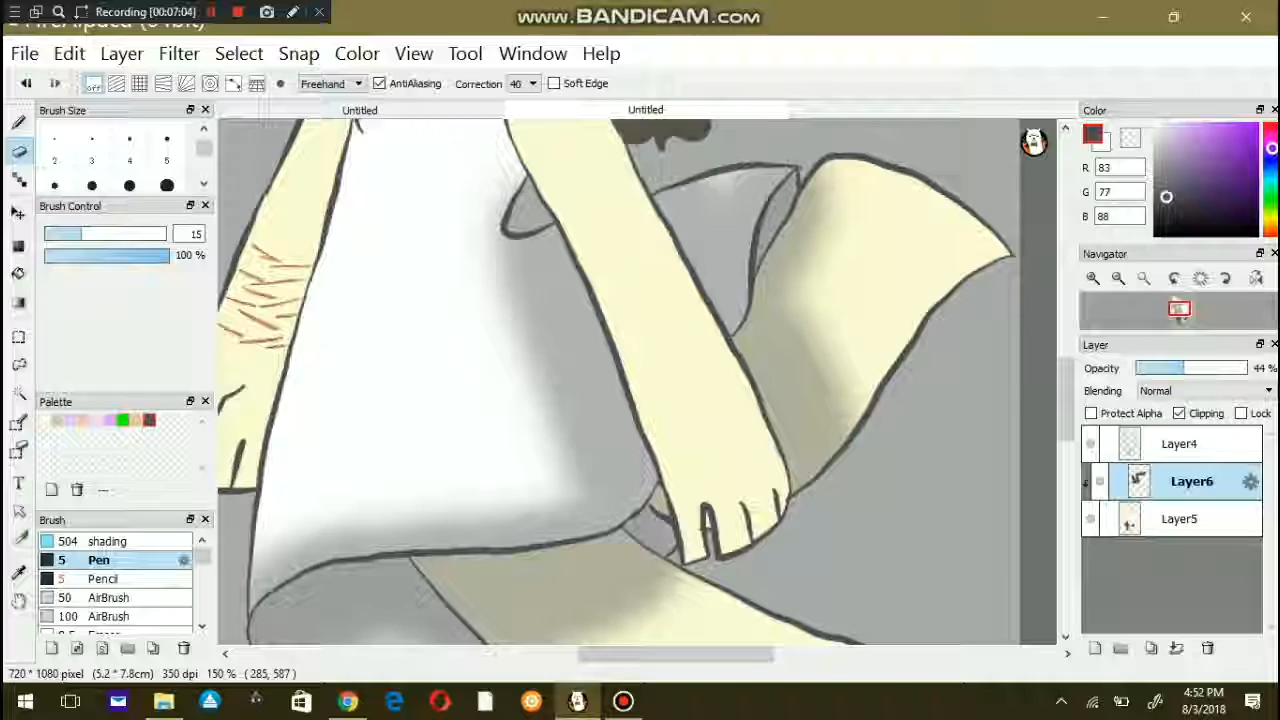 Recording [00:07:04]
www.BANDICAM.com
File Edit Layer Filter Select Snap Color View Tool Window Help
off Freehand AntiAliasing Correction 40 Soft Edge
Brush Size
Untitled
Untitled
Color
2 3 4 5
R 83
G 77
B 88
Brush Control
15
100 %
Navigator
Layer
Opacity 44 %
Blending Normal
Protect Alpha Clipping Lock
Palette
Layer4
Layer6
Layer5
Brush
504 shading
5 Pen
5 Pencil
50 AirBrush
100 AirBrush
720 * 1080 pixel (5.2 * 7.8cm) 350 dpi 150 % ( 285, 587 )
4:52 PM
8/3/2018